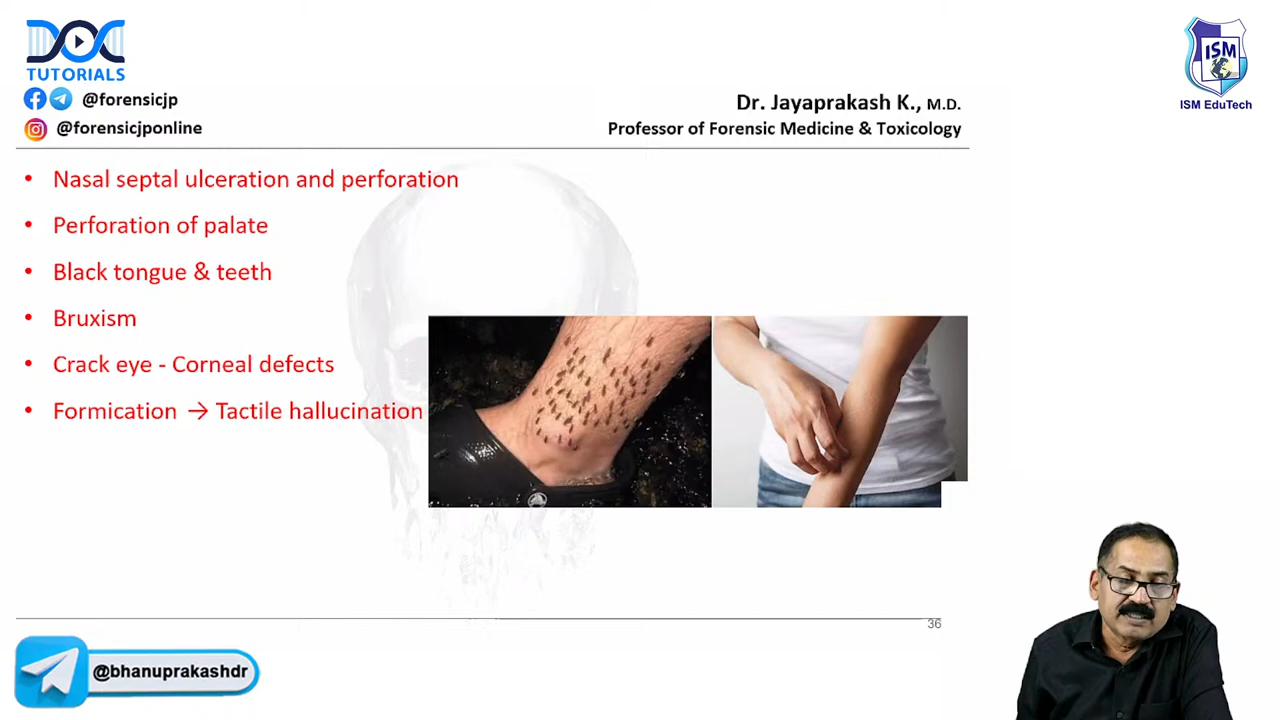 DOC
TUTORIALS
@forensicjp
@forensicjponline
Dr. Jayaprakash K., M.D.
Professor of Forensic Medicine & Toxicology
ISM
ISM EduTech
• Nasal septal ulceration and perforation
• Perforation of palate
• Black tongue & teeth
• Bruxism
• Crack eye - Corneal defects
• Formication → Tactile hallucination
36
@bhanuprakashdr